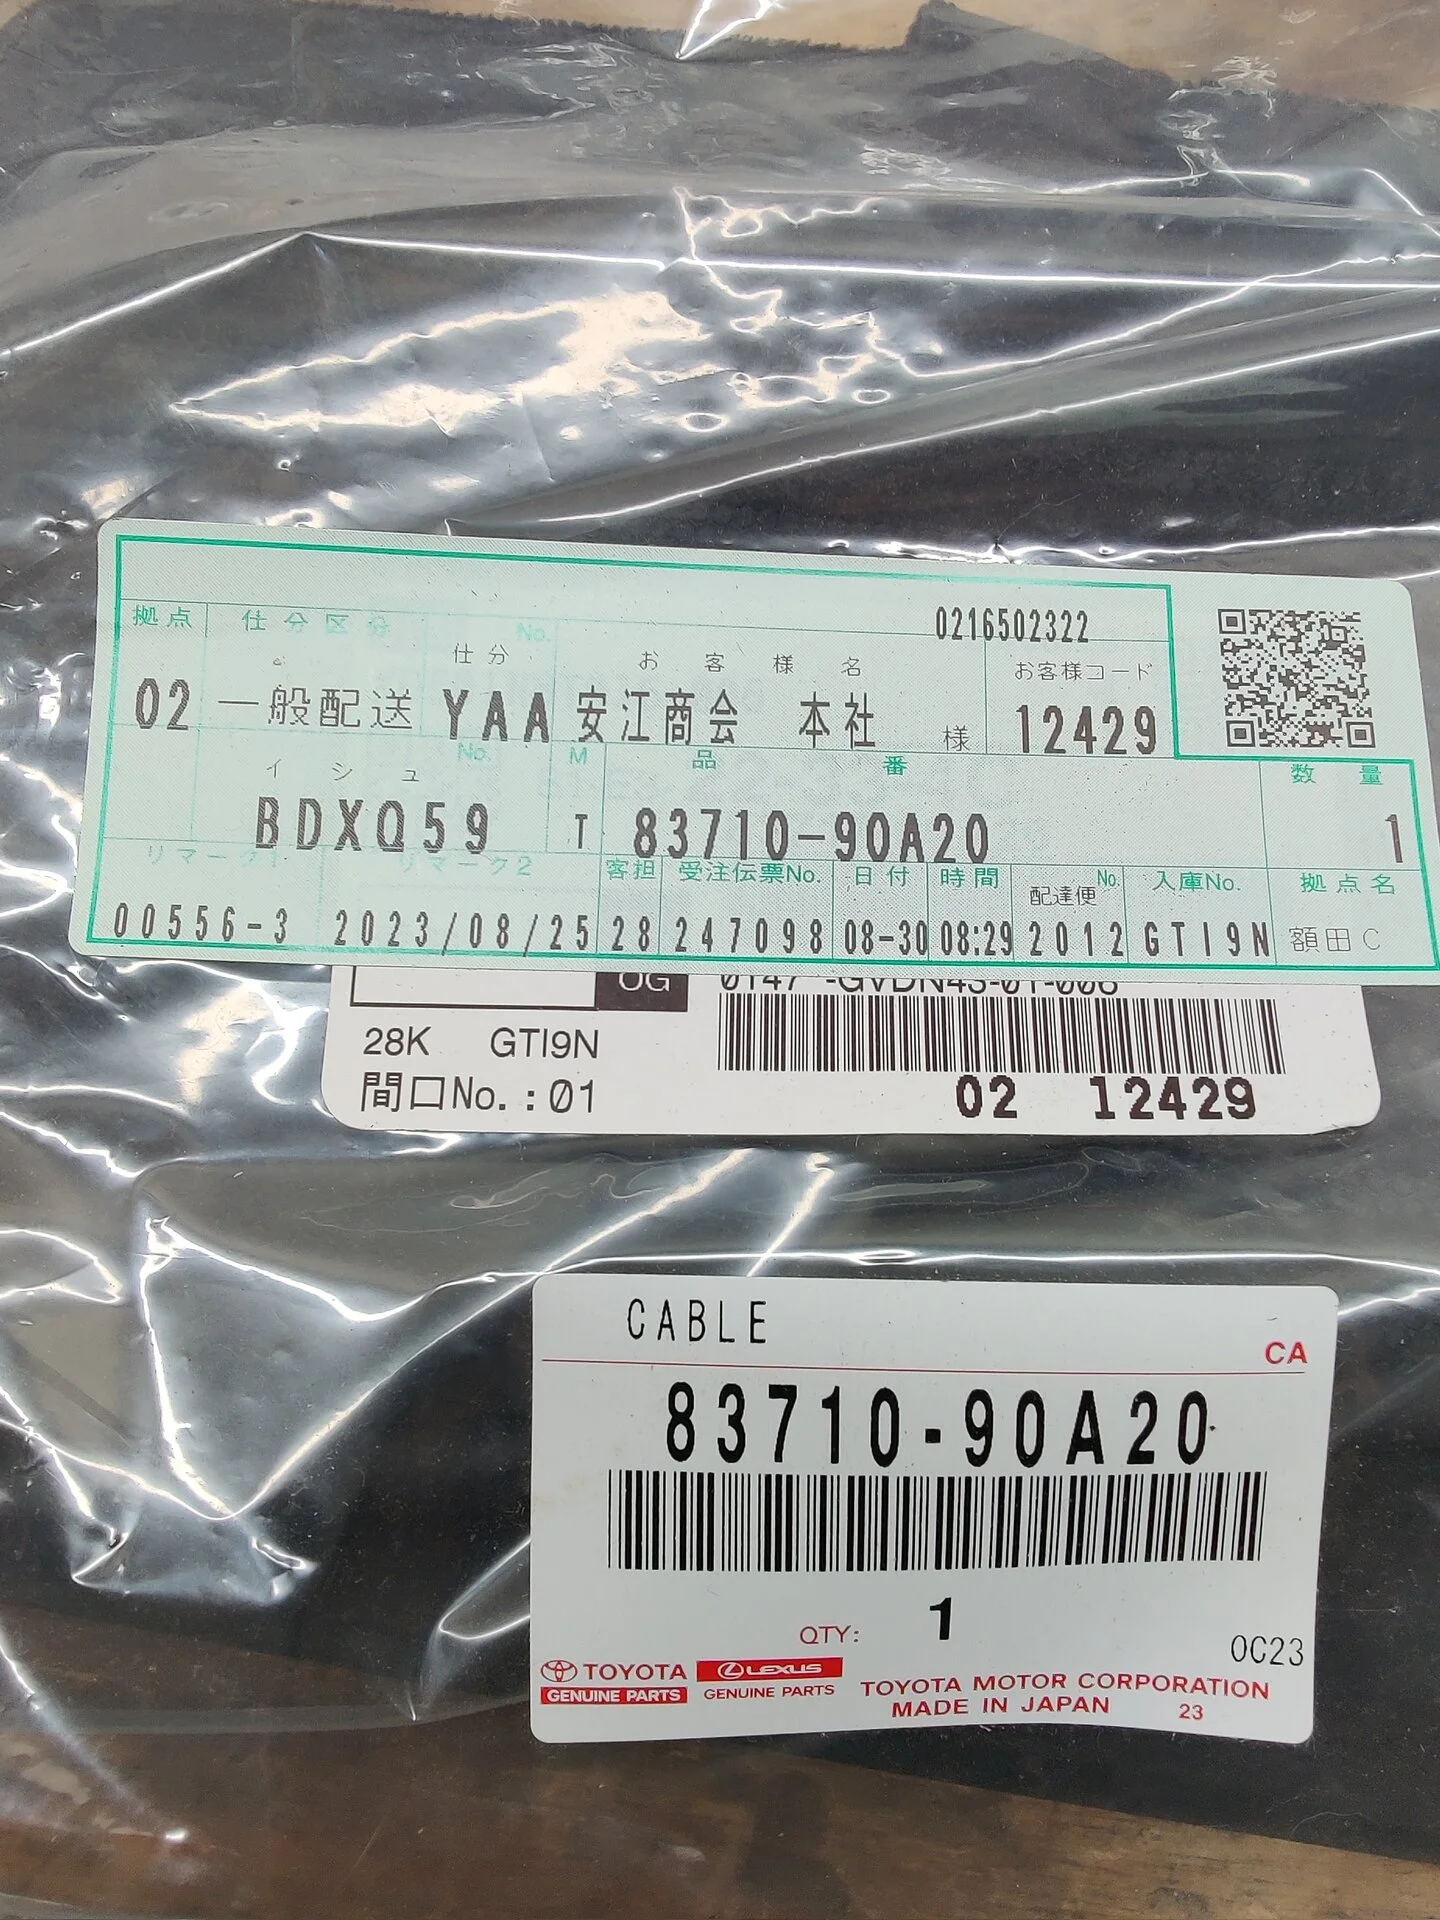 0216502322
拠点 仕分区分 No. 仕分 お客様名 お客様コード
02 一般配送 YAA 安江商会 本社 様 12429
イシュ No. M 品番 数量
BDXQ59 T 83710-90A20 1
リマーク1 リマーク2 客担 受注伝票No. 日付 時間 配達便No. 入庫No. 拠点名
00556-3 2023/08/25 28 247098 08-30 08:29 2012 GTI9N 額田C
OG
28K GTI9N
間口No.:01
02 12429
CABLE
CA
83710-90A20
QTY: 1
0C23
TOYOTA LEXUS TOYOTA MOTOR CORPORATION
GENUINE PARTS GENUINE PARTS MADE IN JAPAN 23